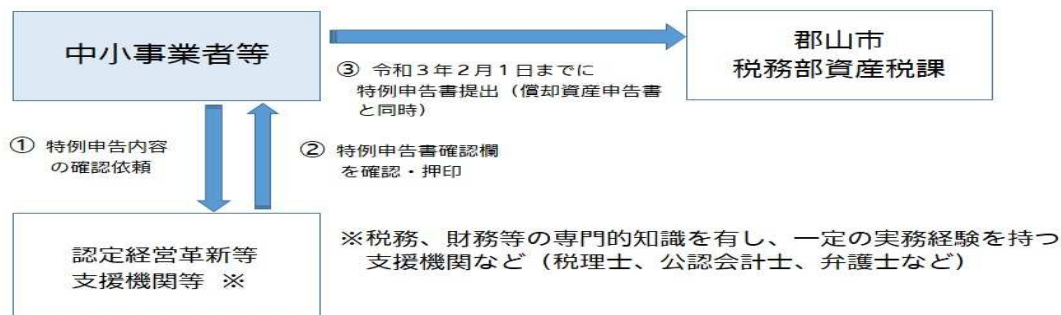 中小事業者等
郡山市
税務部資産税課
③ 令和3年2月1日までに
特例申告書提出（償却資産申告書
と同時）
① 特例申告内容
の確認依頼
② 特例申告書確認欄
を確認・押印
認定経営革新等
支援機関等 ※
※税務、財務等の専門的知識を有し、一定の実務経験を持つ
支援機関など（税理士、公認会計士、弁護士など）